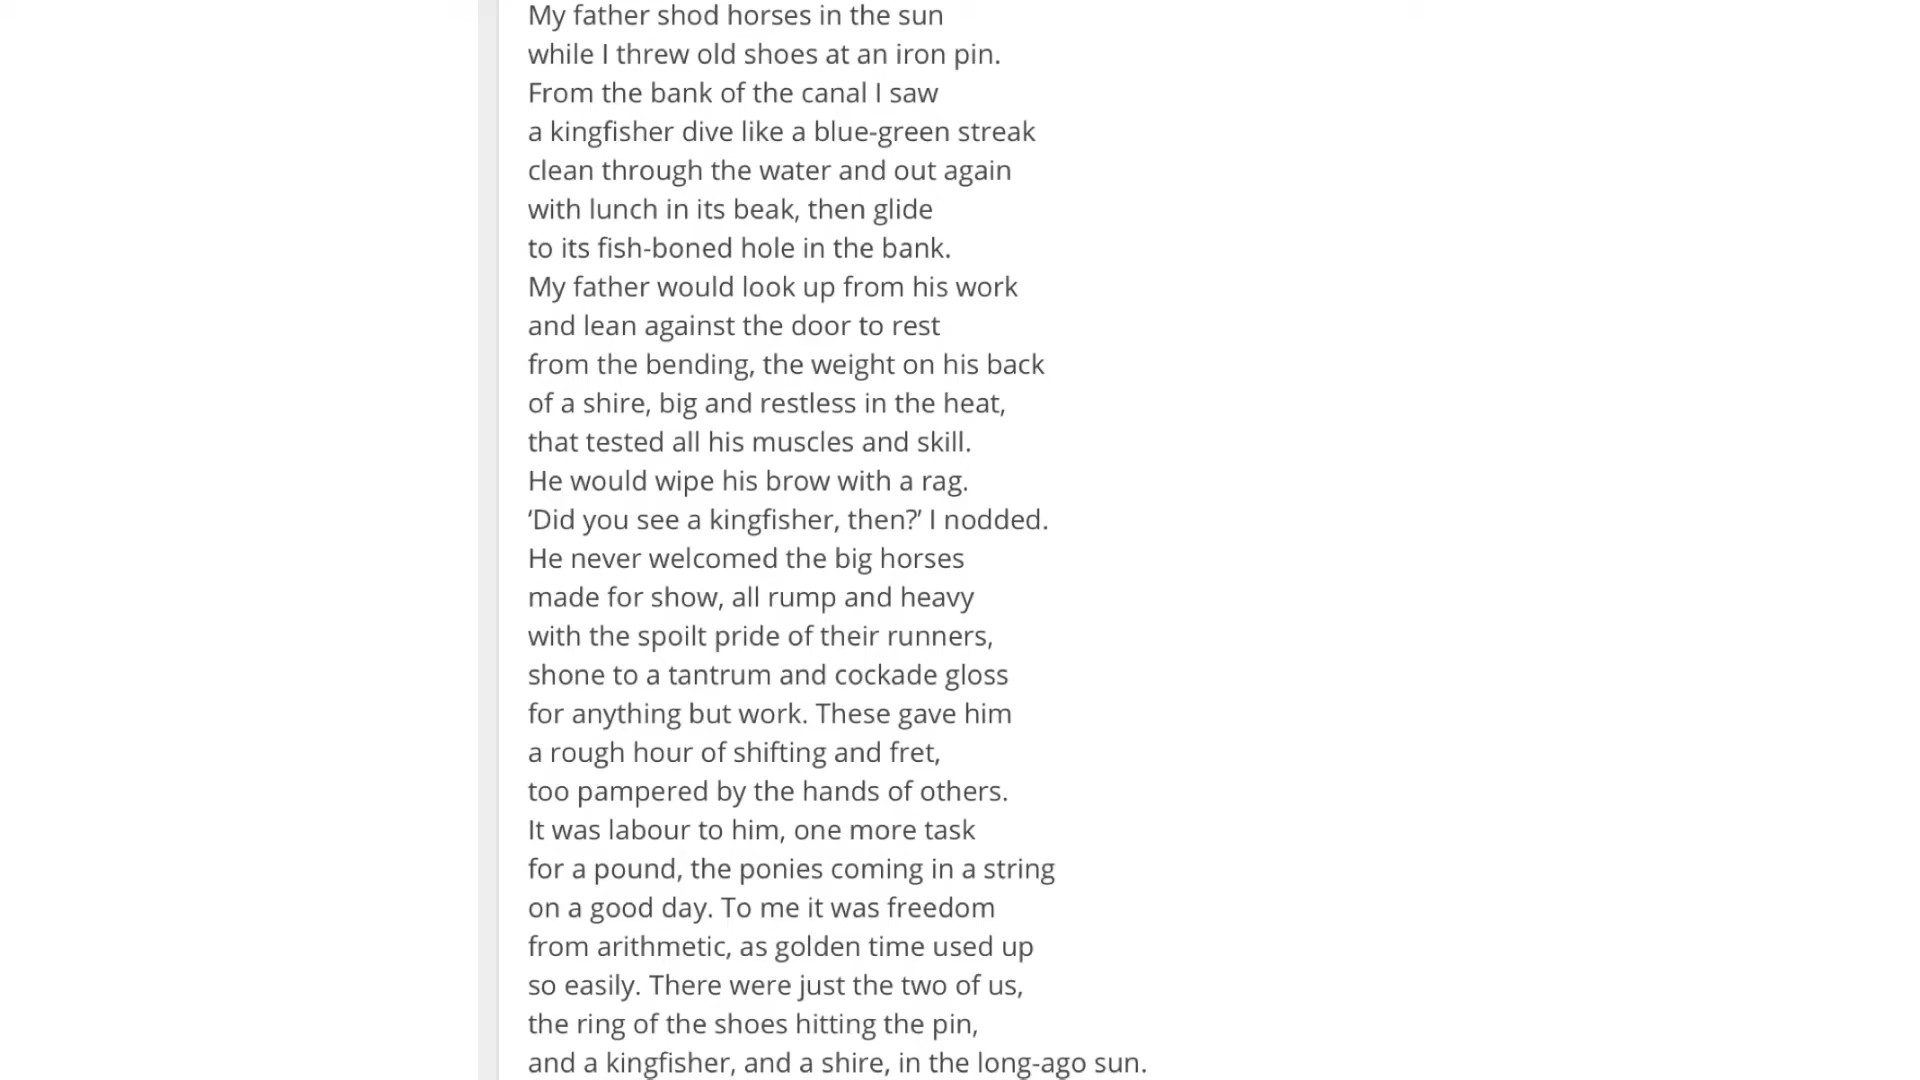 My father shod horses in the sun
while I threw old shoes at an iron pin.
From the bank of the canal I saw
a kingfisher dive like a blue-green streak
clean through the water and out again
with lunch in its beak, then glide
to its fish-boned hole in the bank.
My father would look up from his work
and lean against the door to rest
from the bending, the weight on his back
of a shire, big and restless in the heat,
that tested all his muscles and skill.
He would wipe his brow with a rag.
‘Did you see a kingfisher, then?’ I nodded.
He never welcomed the big horses
made for show, all rump and heavy
with the spoilt pride of their runners,
shone to a tantrum and cockade gloss
for anything but work. These gave him
a rough hour of shifting and fret,
too pampered by the hands of others.
It was labour to him, one more task
for a pound, the ponies coming in a string
on a good day. To me it was freedom
from arithmetic, as golden time used up
so easily. There were just the two of us,
the ring of the shoes hitting the pin,
and a kingfisher, and a shire, in the long-ago sun.